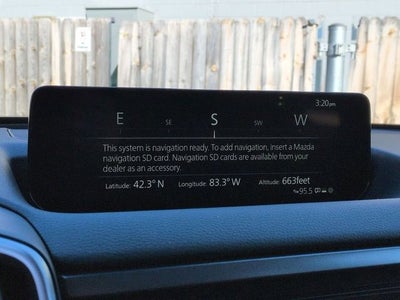 3:20pm
E SE S SW W
This system is navigation ready. To add navigation, insert a Mazda
navigation SD card. Navigation SD cards are available from your
dealer as an accessory.
Latitude: 42.3° N Longitude: 83.3° W Altitude: 663feet
95.5